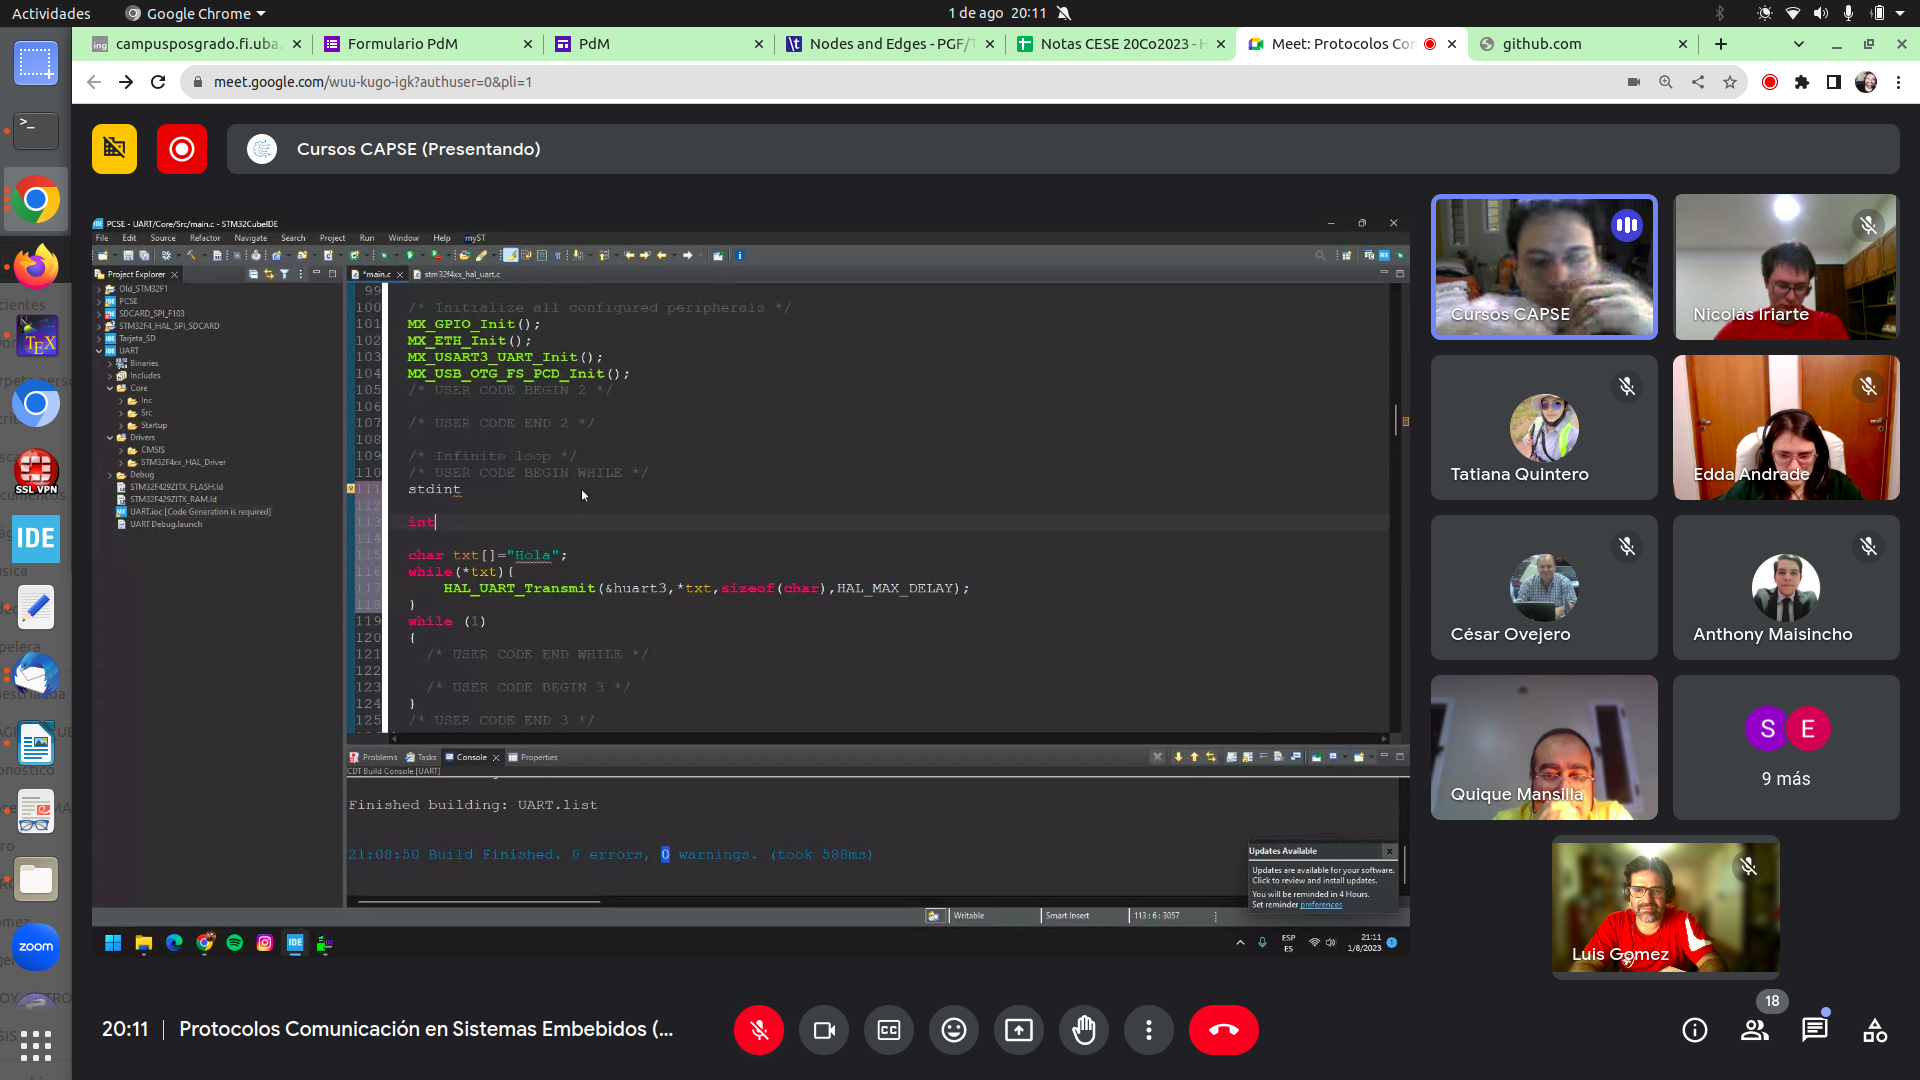 Actividades
Google Chrome
1 de ago 20:11
campusposgrado.fi.uba.
Formulario PdM
PdM
Nodes and Edges - PGF/T
Notas CESE 20Co2023 - H
Meet: Protocolos Co
github.com
meet.google.com/wuu-kugo-igk?authuser=0&pli=1
Cursos CAPSE (Presentando)
IDE PCSE - UART/Core/Src/main.c - STM32CubeIDE
File Edit Source Refactor Navigate Search Project Run Window Help myST
Project Explorer
*main.c
stm32f4xx_hal_uart.c
Old_STM32F1
PCSE
SDCARD_SPI_F103
STM32F4_HAL_SPI_SDCARD
Tarjeta_SD
UART
Binaries
Includes
Core
Inc
Src
Startup
Drivers
CMSIS
STM32F4xx_HAL_Driver
Debug
STM32F429ZITX_FLASH.ld
STM32F429ZITX_RAM.ld
UART.ioc [Code Generation is required]
UART Debug.launch
99
100 /* Initialize all configured peripherals */
101 MX_GPIO_Init();
102 MX_ETH_Init();
103 MX_USART3_UART_Init();
104 MX_USB_OTG_FS_PCD_Init();
105 /* USER CODE BEGIN 2 */
106
107 /* USER CODE END 2 */
108
109 /* Infinite loop */
110 /* USER CODE BEGIN WHILE */
111 stdint
112
113 int
114
115 char txt[]="Hola";
116 while(*txt){
117 HAL_UART_Transmit(&huart3,*txt,sizeof(char),HAL_MAX_DELAY);
118 }
119 while (1)
120 {
121 /* USER CODE END WHILE */
122
123 /* USER CODE BEGIN 3 */
124 }
125 /* USER CODE END 3 */
Problems Tasks Console Properties
CDT Build Console [UART]
Finished building: UART.list
21:08:50 Build Finished. 0 errors, 0 warnings. (took 588ms)
Updates Available
Updates are available for your software.
Click to review and install updates.
You will be reminded in 4 Hours.
Set reminder preferences
Writable
Smart Insert
113 : 6 : 3057
ESP
ES
21:11
1/8/2023
Cursos CAPSE
Nicolás Iriarte
Tatiana Quintero
Edda Andrade
César Ovejero
Anthony Maisincho
Quique Mansilla
S E
9 más
Luis Gomez
20:11
Protocolos Comunicación en Sistemas Embebidos (...
18
TEX
SSL VPN
IDE
zoom